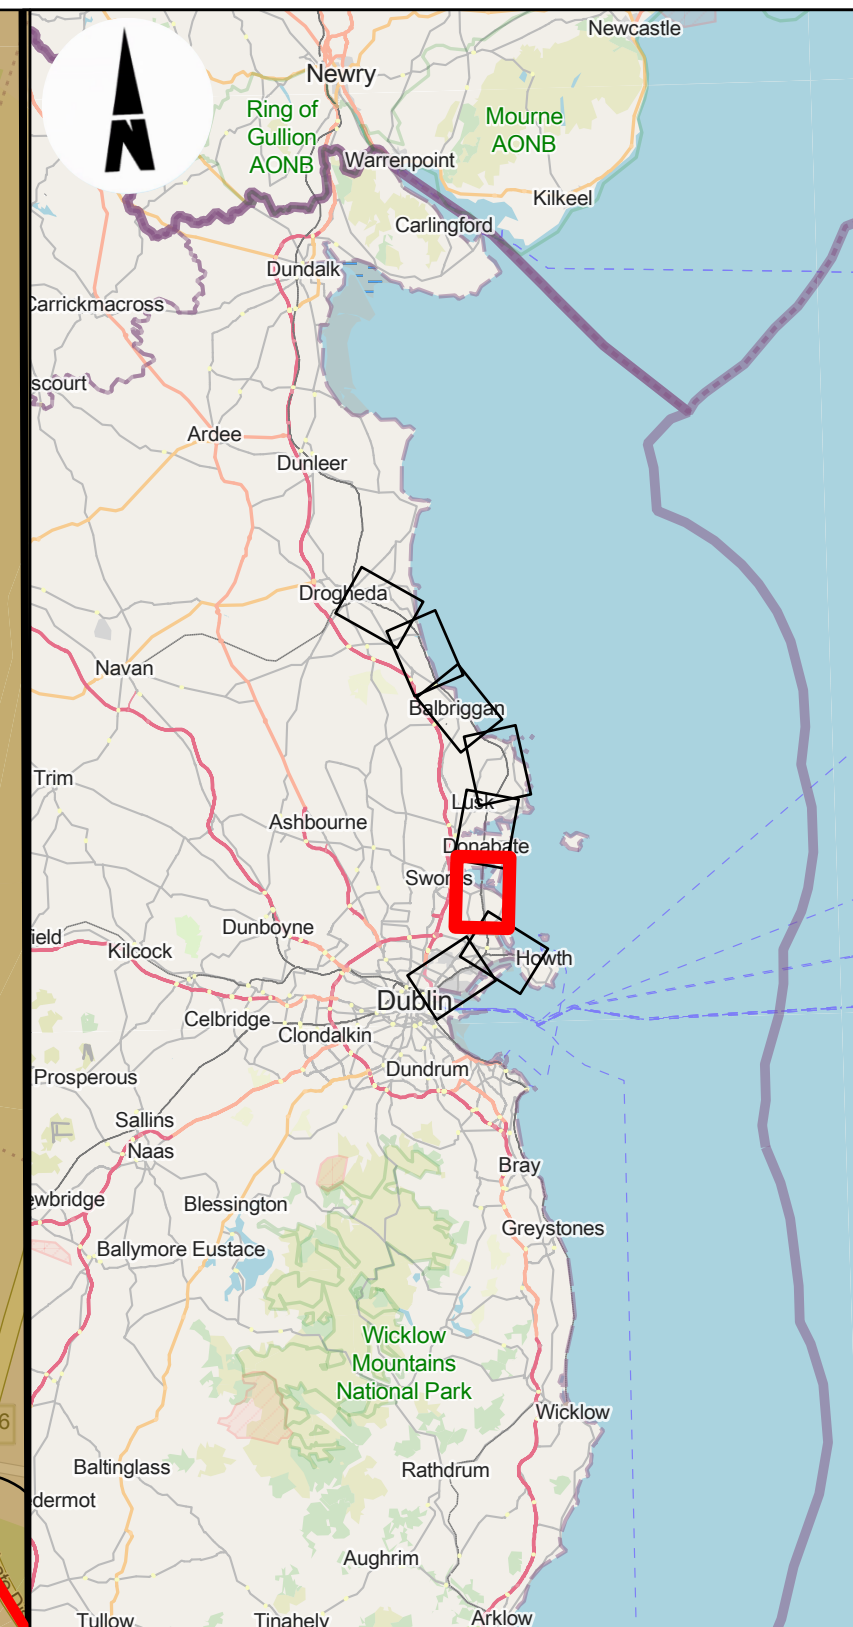 Newcastle
Newry
Ring of
Gullion
AONB
Mourne
AONB
Warrenpoint
Kilkeel
Carlingford
Dundalk
Carrickmacross
scourt
Ardee
Dunleer
Drogheda
Navan
Balbriggan
Trim
Lusk
Ashbourne
Donabate
Swords
Dunboyne
ield
Kilcock
Howth
Dublin
Celbridge
Clondalkin
Dundrum
Prosperous
Sallins
Naas
Bray
ewbridge
Blessington
Greystones
Ballymore Eustace
Wicklow
Mountains
National Park
Wicklow
6
Baltinglass
Rathdrum
dermot
Aughrim
Tullow
Tinahely
Arklow
N